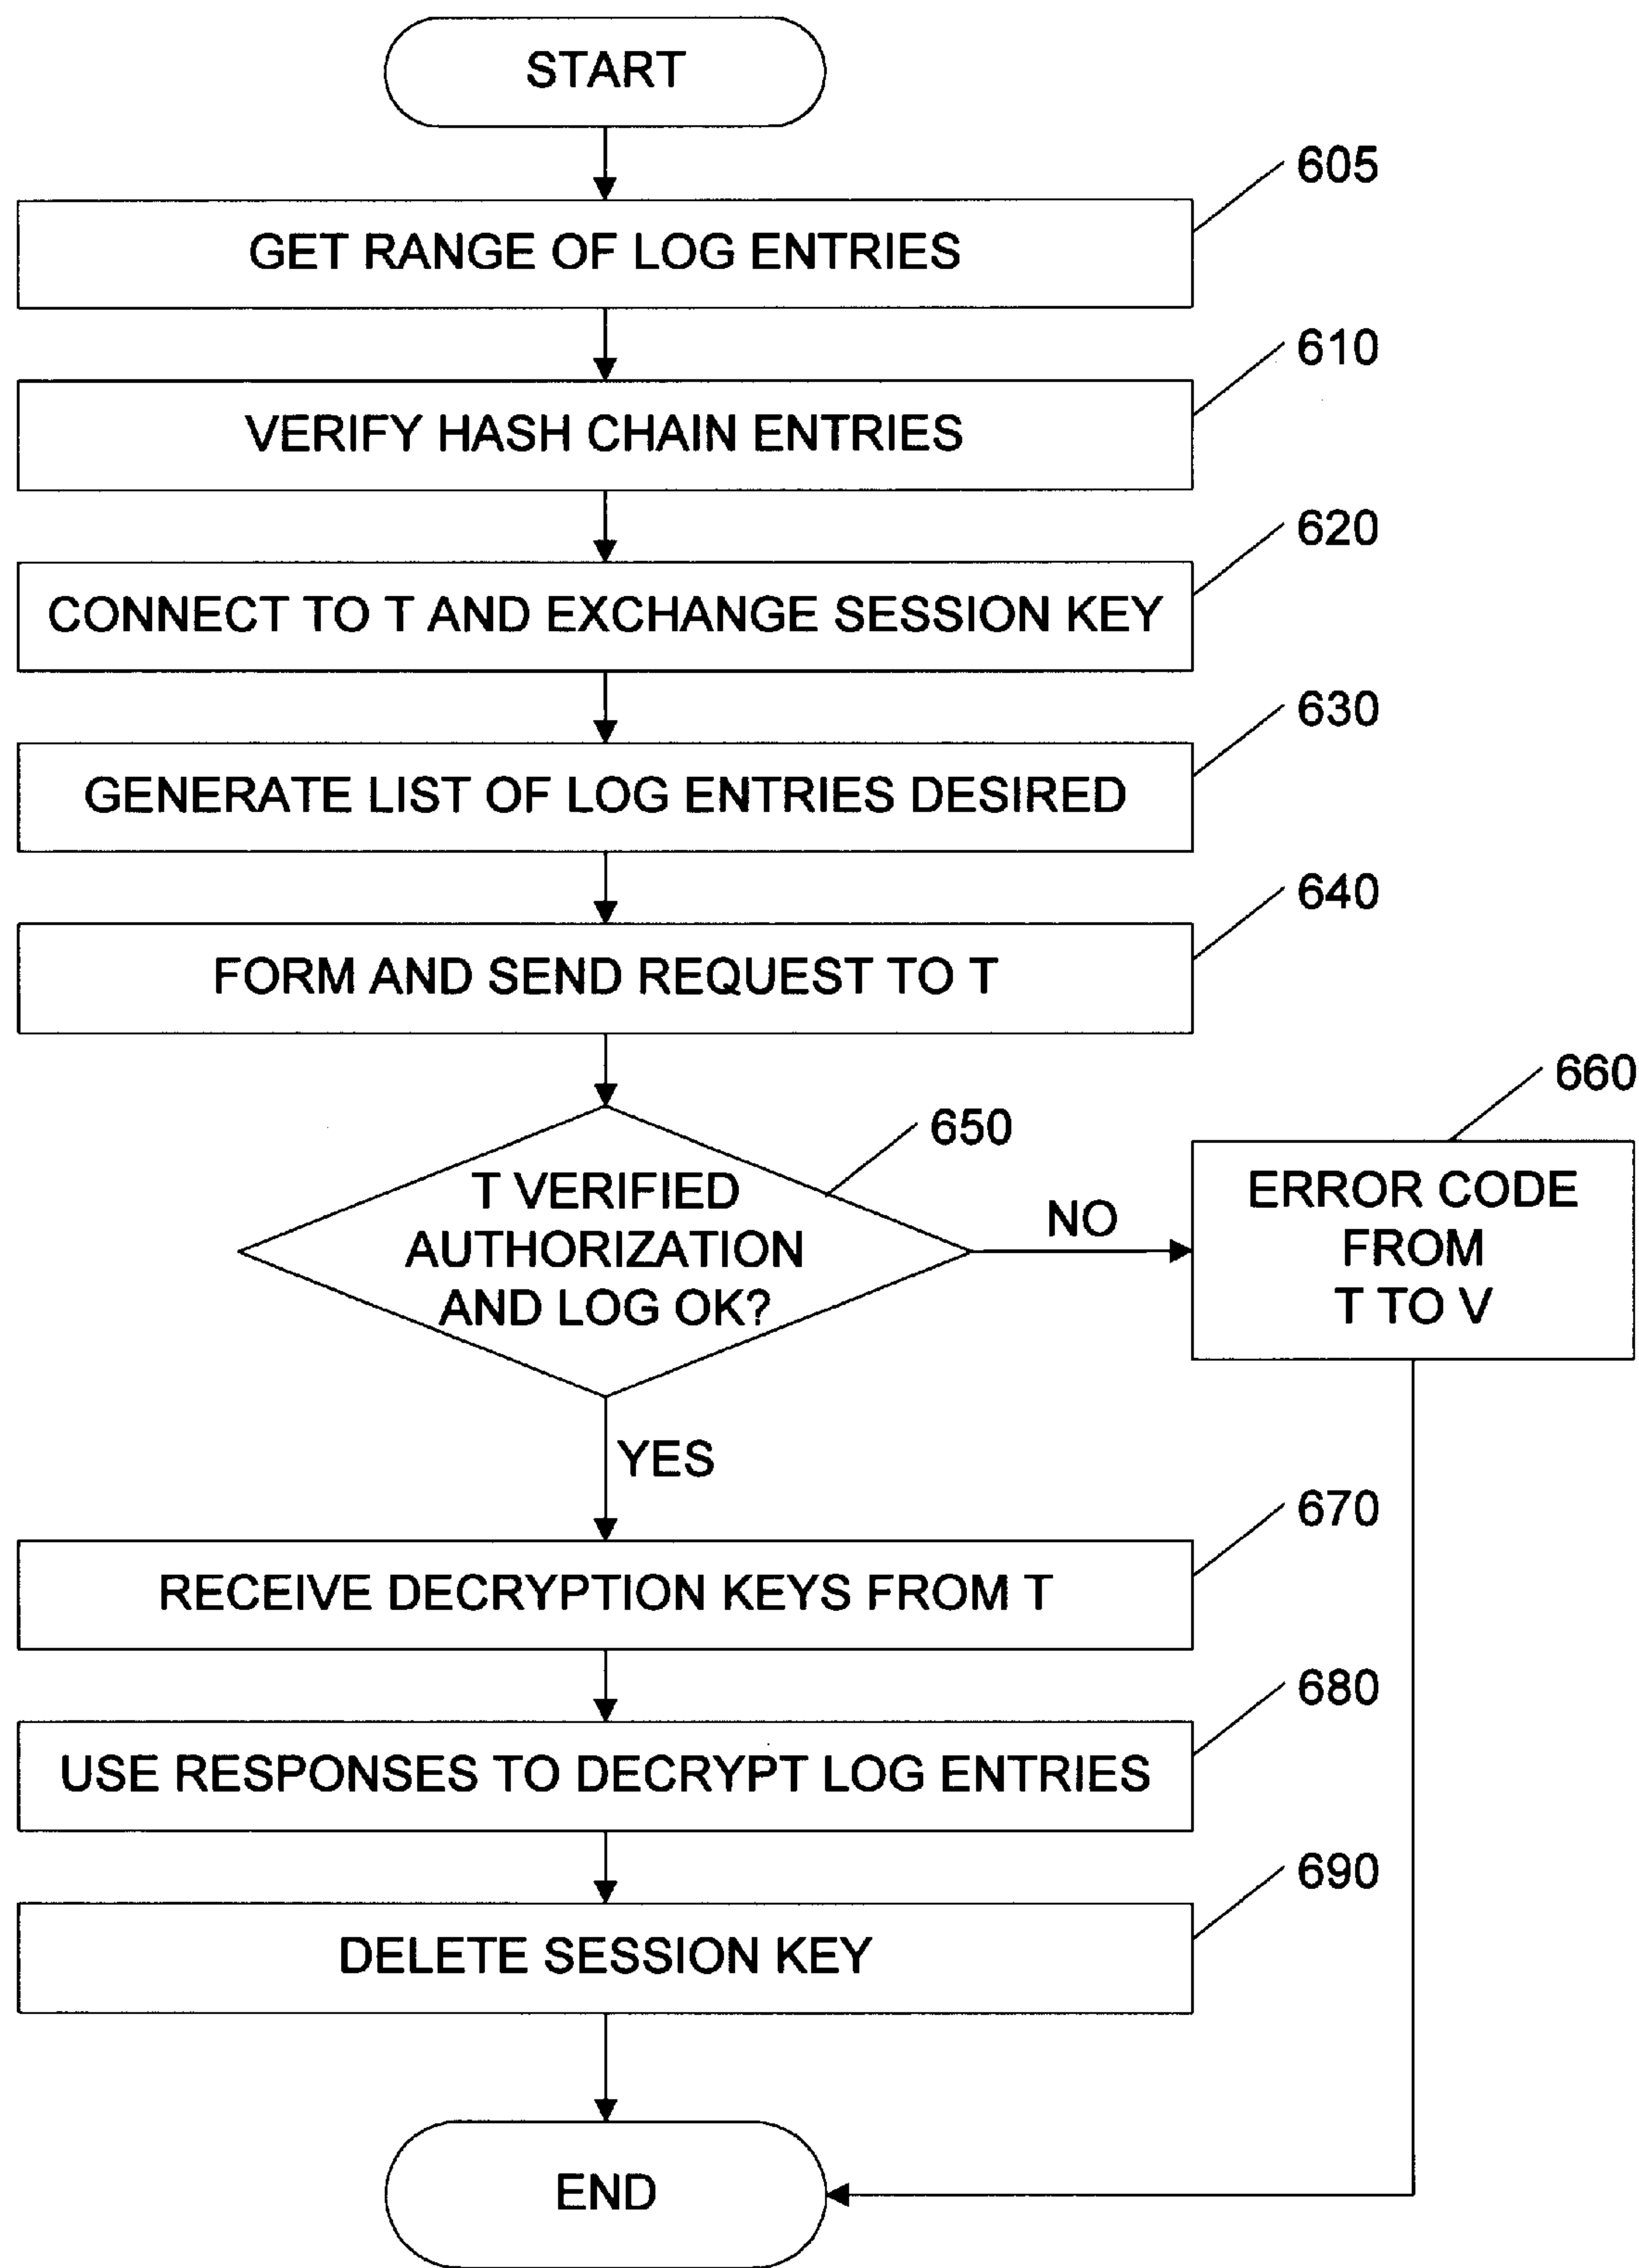 START
605
GET RANGE OF LOG ENTRIES
610
VERIFY HASH CHAIN ENTRIES
620
CONNECT TO T AND EXCHANGE SESSION KEY
630
GENERATE LIST OF LOG ENTRIES DESIRED
640
FORM AND SEND REQUEST TO T
650
T VERIFIED
AUTHORIZATION
AND LOG OK?
NO
660
ERROR CODE
FROM
T TO V
YES
670
RECEIVE DECRYPTION KEYS FROM T
680
USE RESPONSES TO DECRYPT LOG ENTRIES
690
DELETE SESSION KEY
END